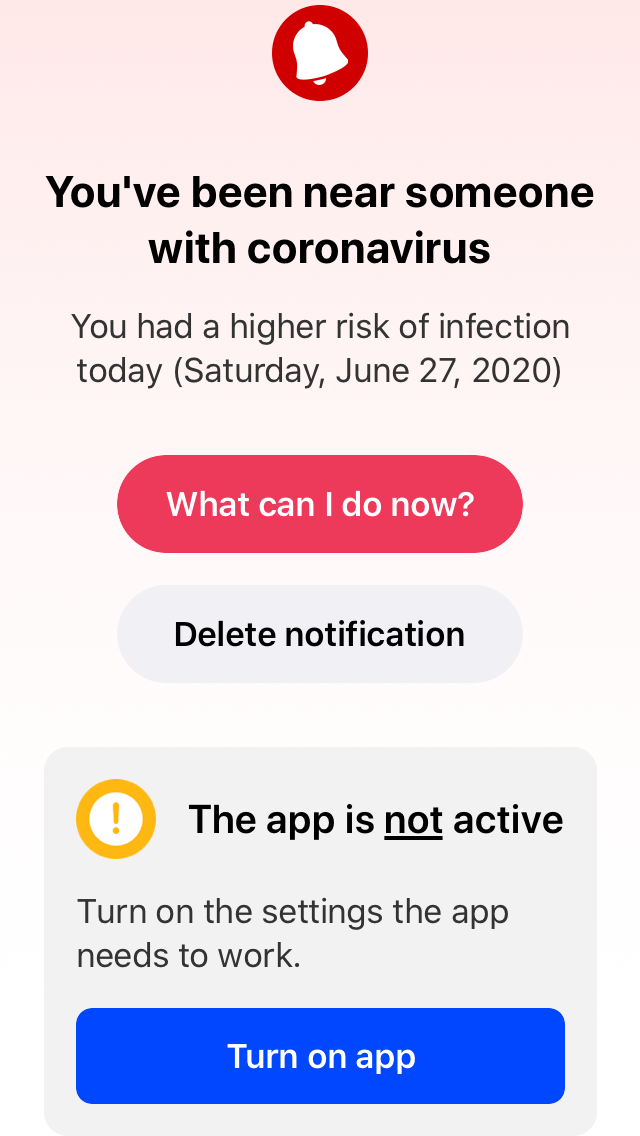 You've been near someone
with coronavirus
You had a higher risk of infection
today (Saturday, June 27, 2020)
What can I do now?
Delete notification
The app is not active
Turn on the settings the app
needs to work.
Turn on app